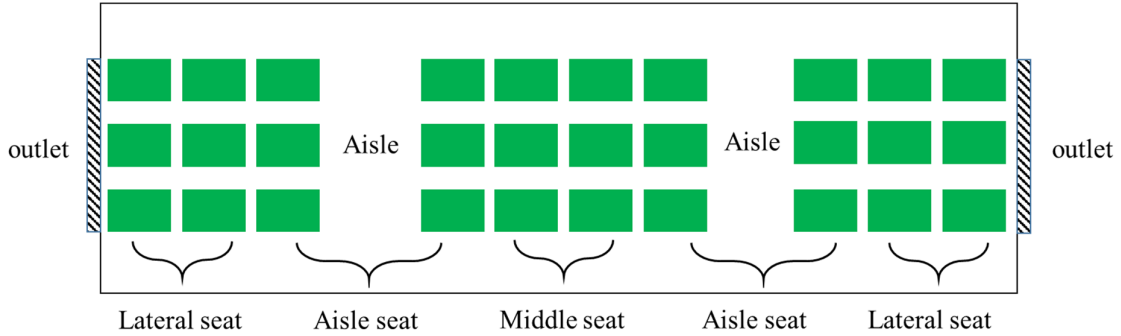 outlet
Aisle
Aisle
outlet
Lateral seat
Aisle seat
Middle seat
Aisle seat
Lateral seat